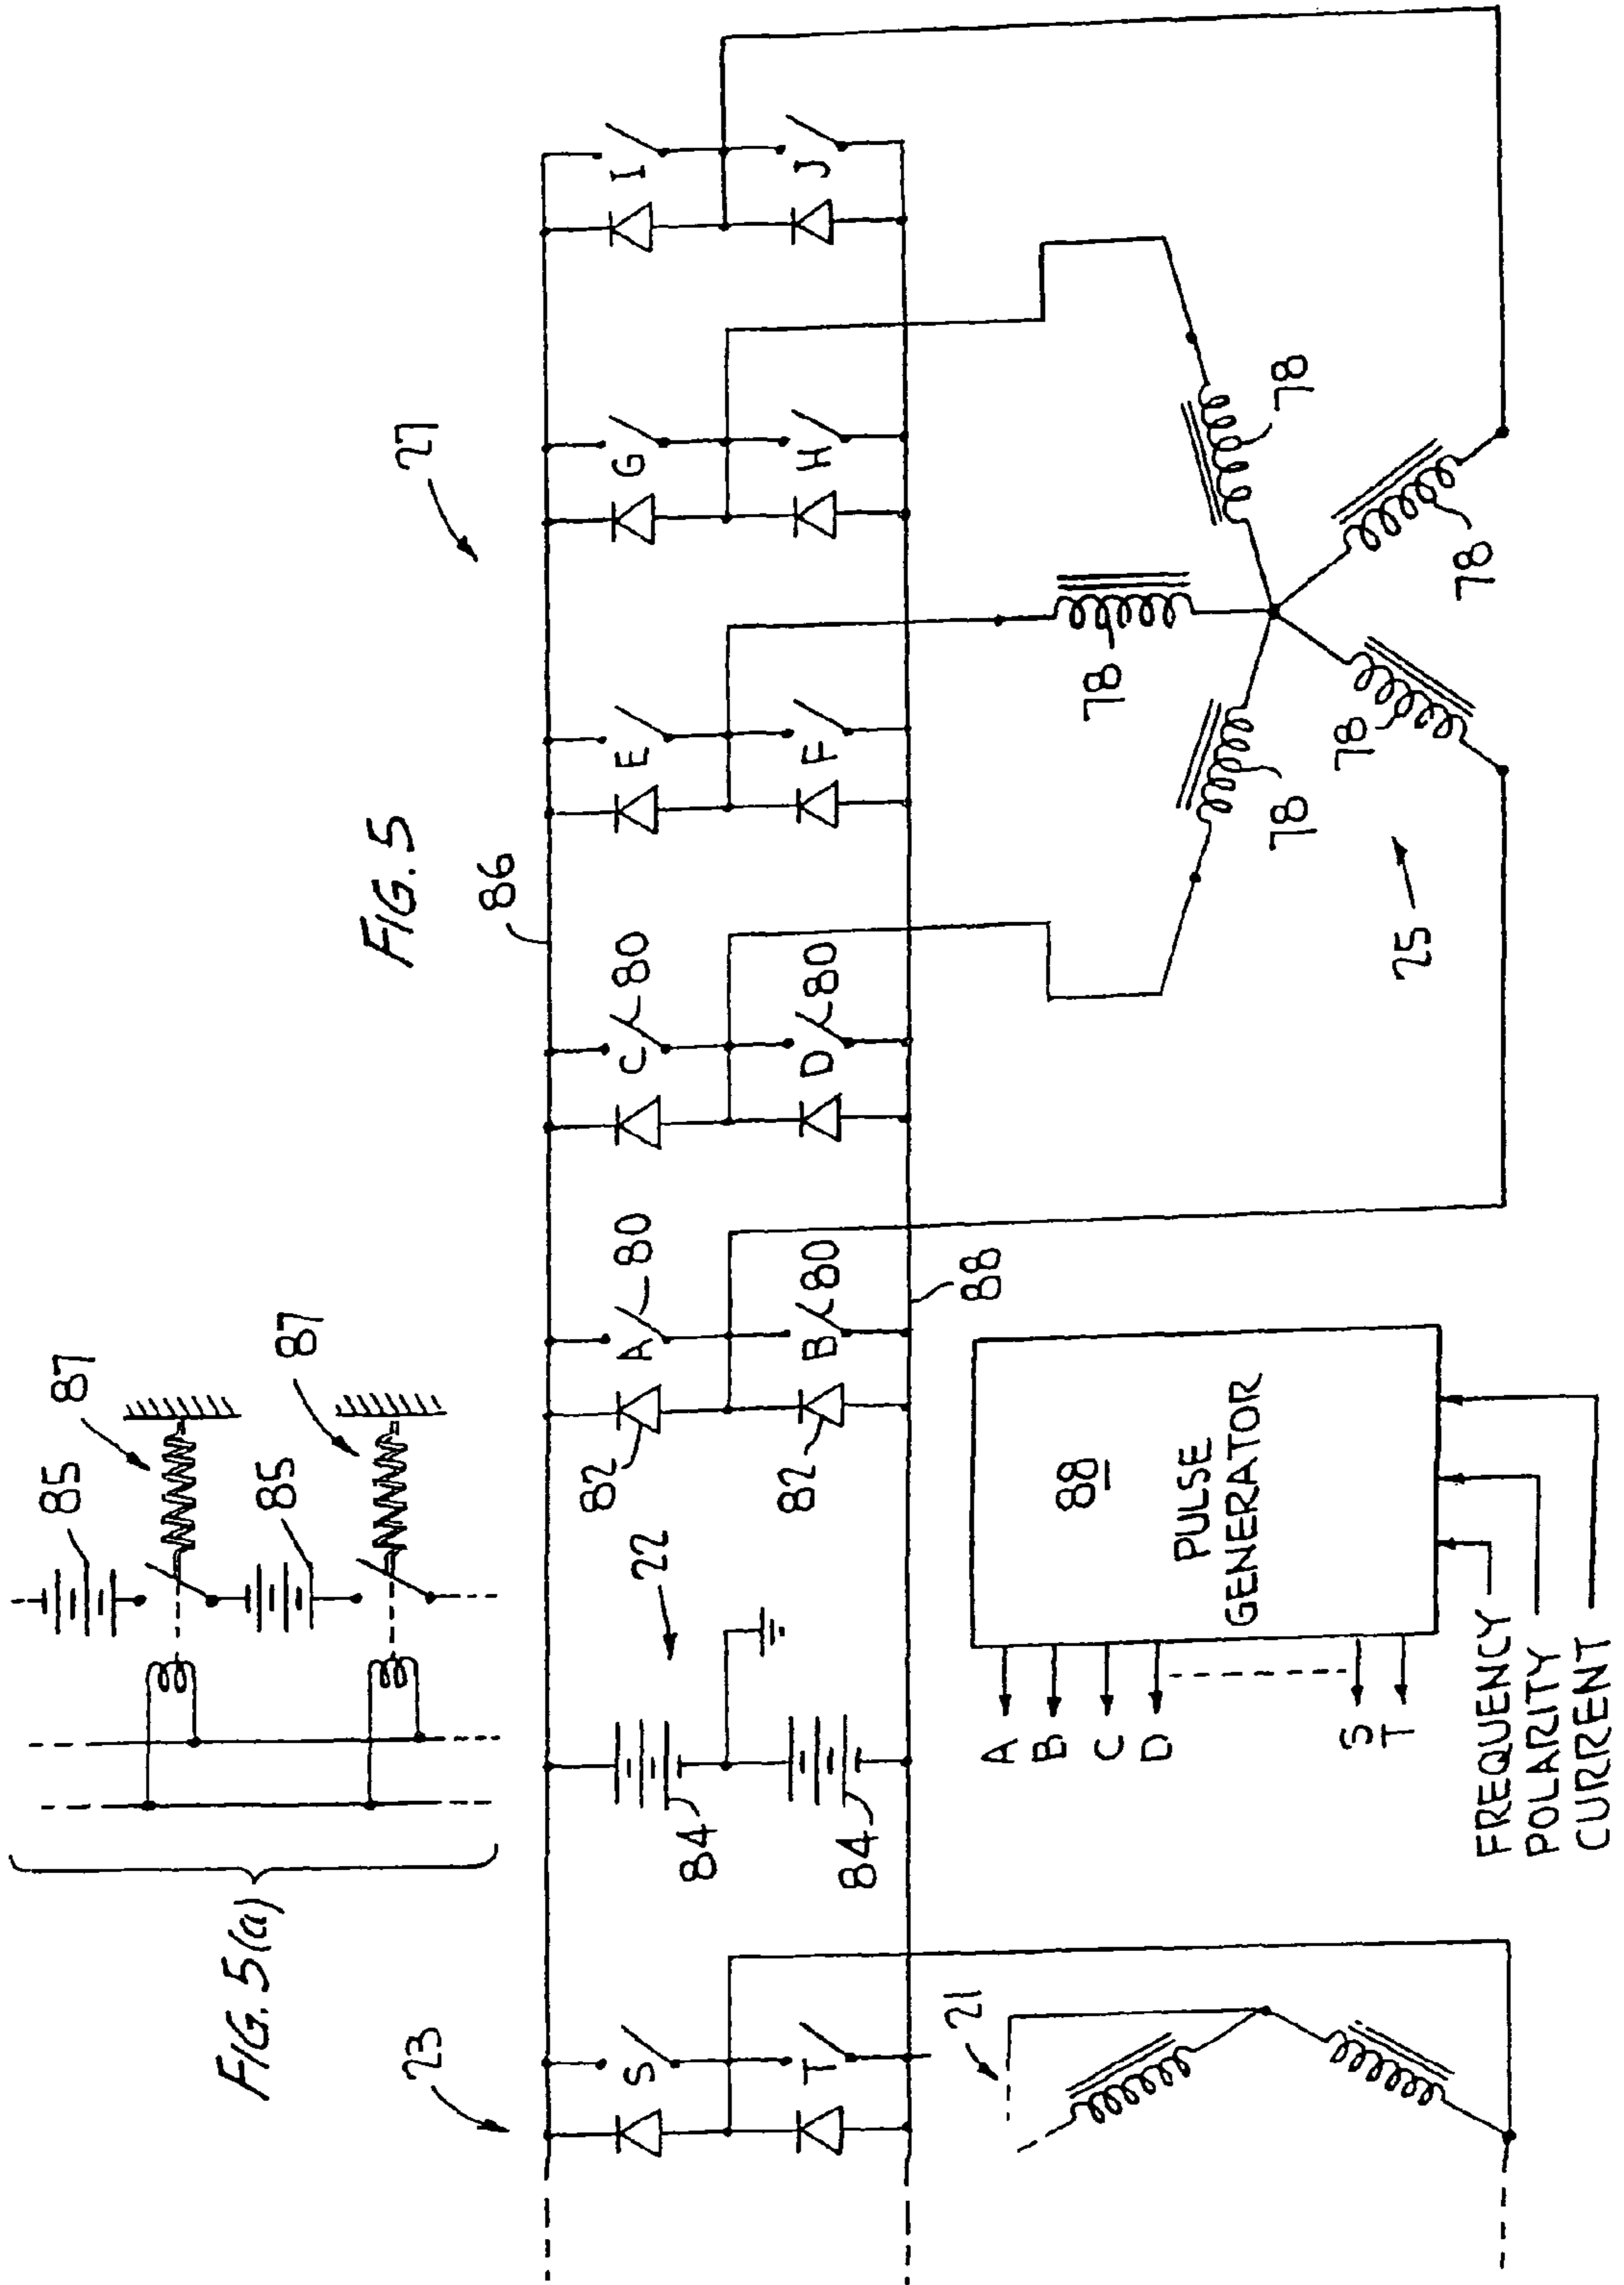 FIG. 5(a)
85
87
85
87
FIG. 5
23
22
86
27
S
T
84
84
82
82
A
80
B
80
C
80
D
80
E
F
G
H
I
J
88
21
A
B
C
D
S
T
88
PULSE
GENERATOR
FREQUENCY
POLARITY
CURRENT
25
78
78
78
78
78